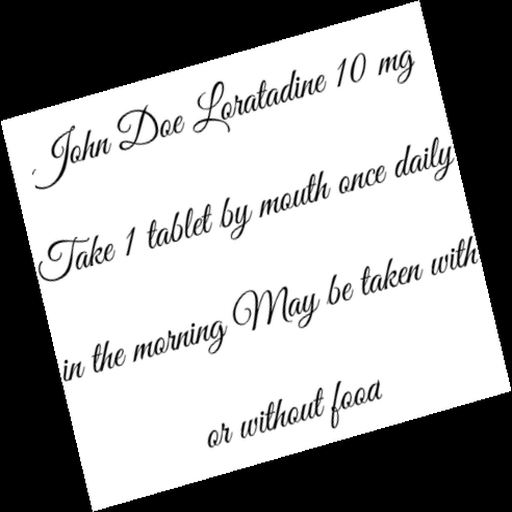 John Doe Loratadine 10 mg
Take 1 tablet by mouth once daily
in the morning May be taken with
or without food